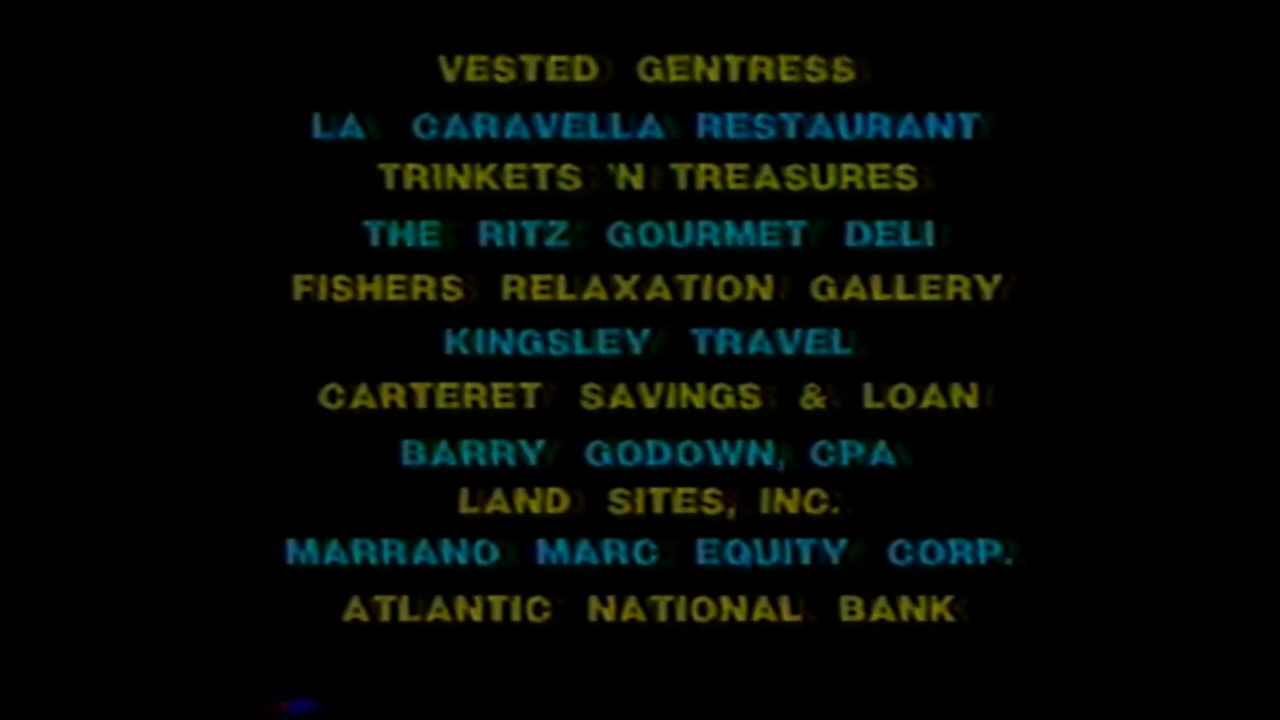 VESTED GENTRESS
LA CARAVELLA RESTAURANT
TRINKETS 'N TREASURES
THE RITZ GOURMET DELI
FISHERS RELAXATION GALLERY
KINGSLEY TRAVEL
CARTERET SAVINGS & LOAN
BARRY GODOWN, CPA
LAND SITES, INC.
MARRANO MARC EQUITY CORP.
ATLANTIC NATIONAL BANK